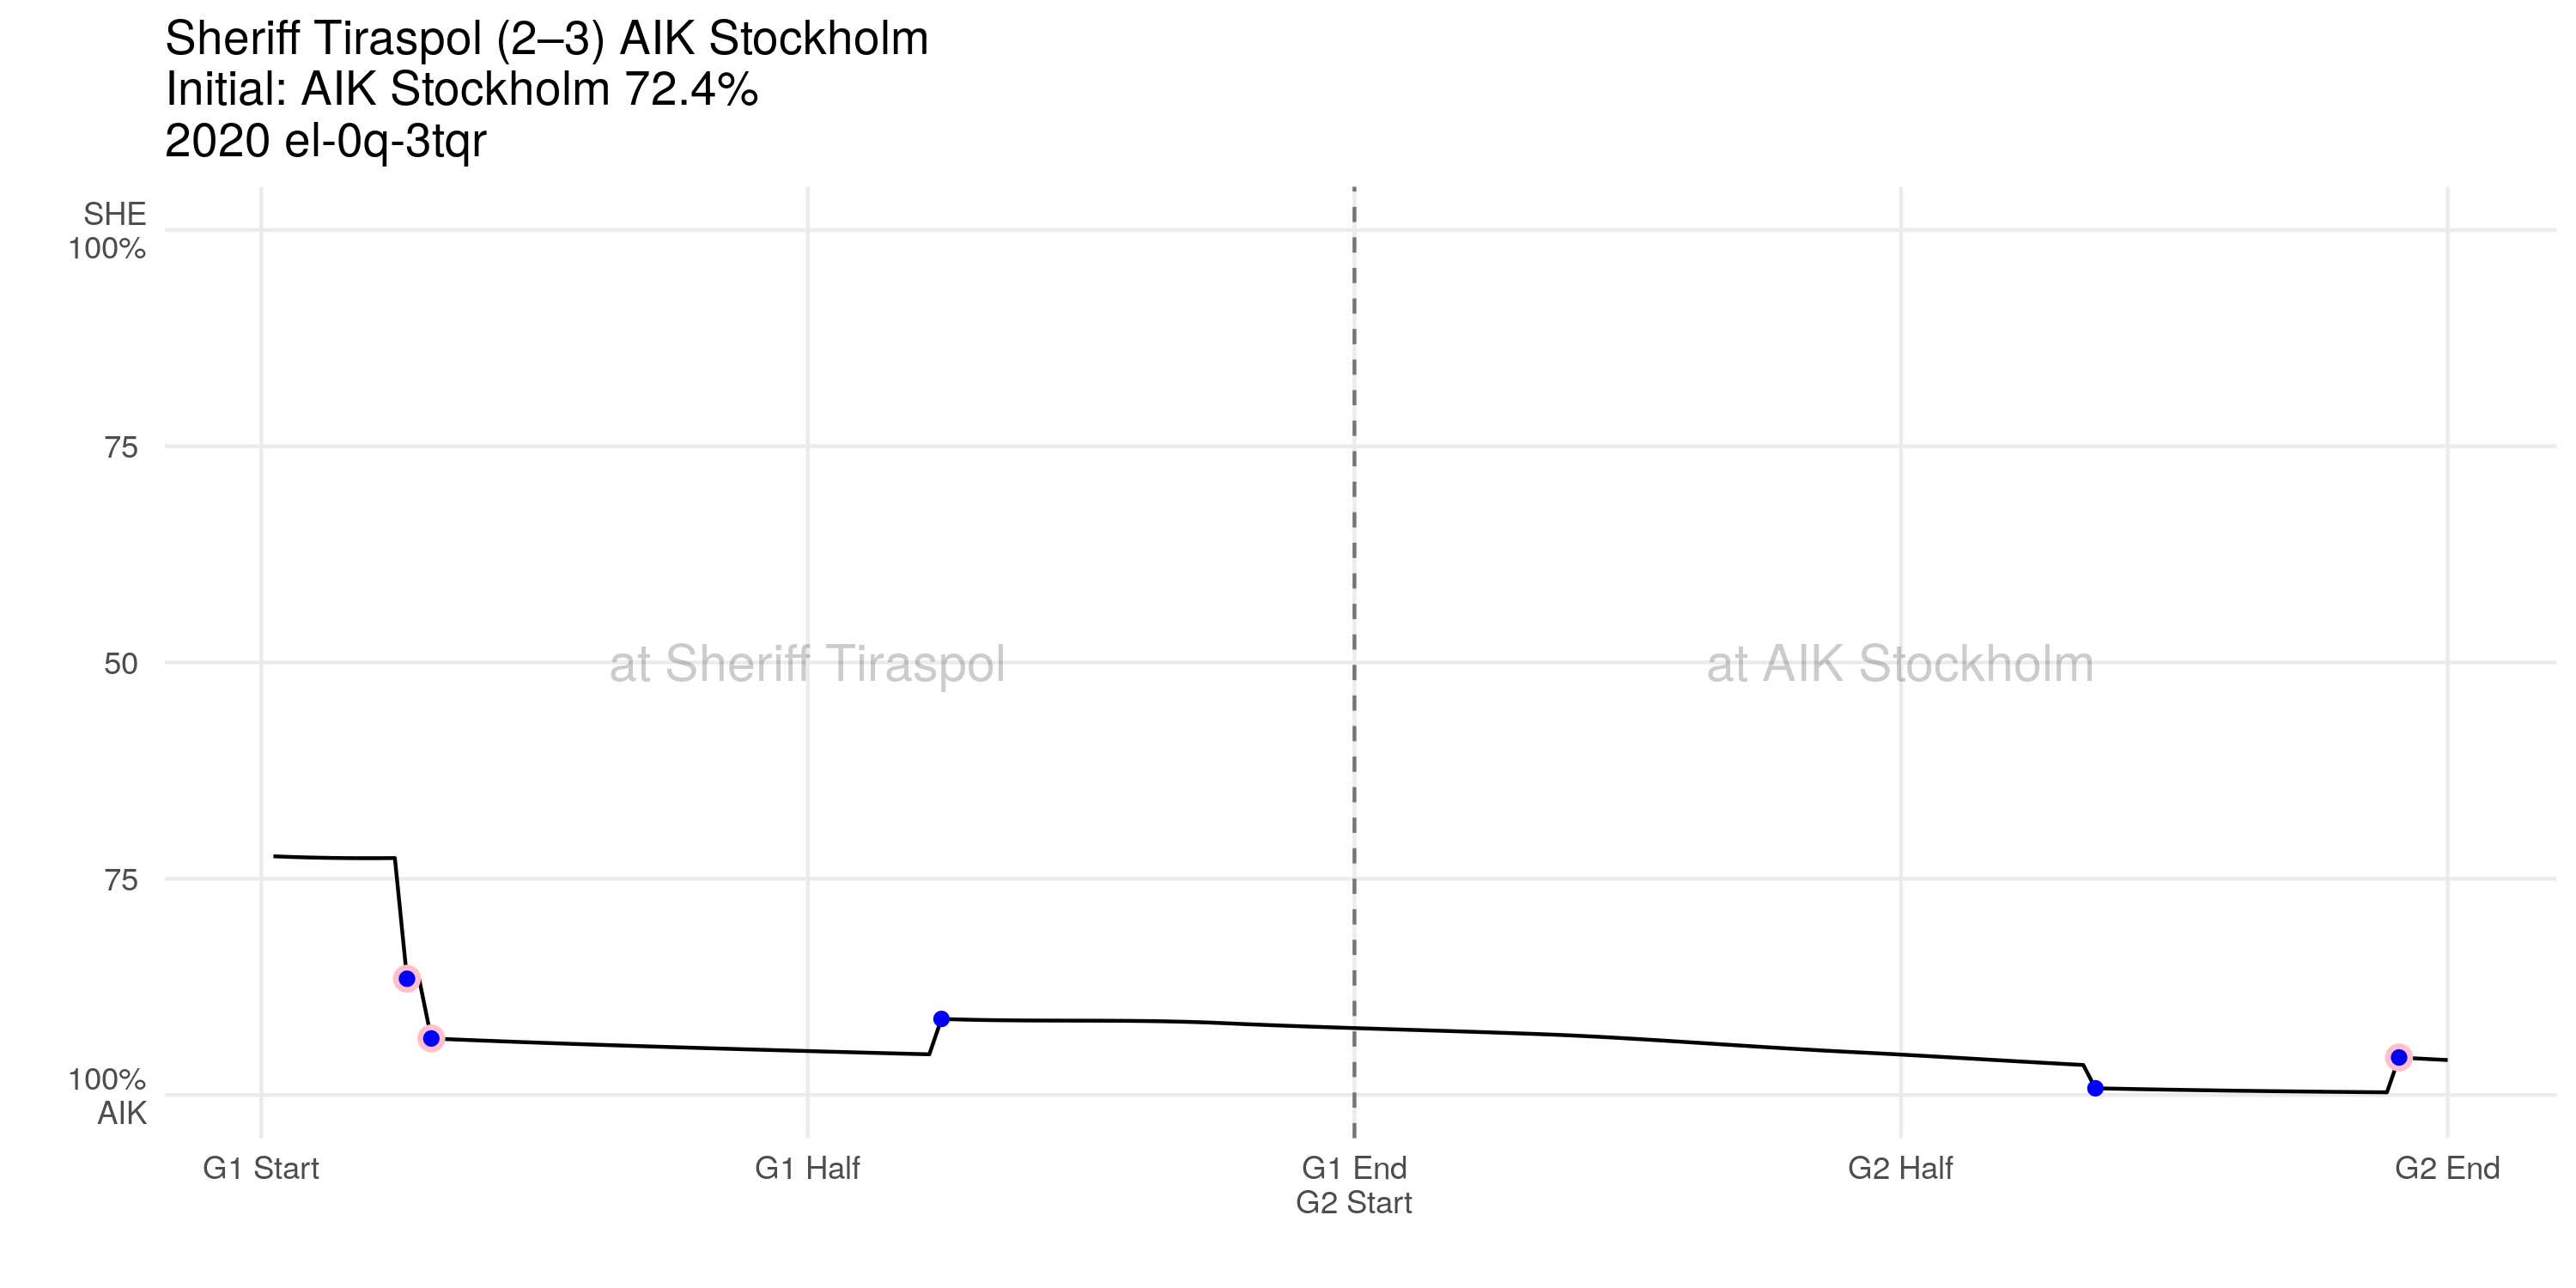 Sheriff Tiraspol (2–3) AIK Stockholm
Initial: AIK Stockholm 72.4%
2020 el-0q-3tqr
SHE
100%
75
50
75
100%
AIK
at Sheriff Tiraspol
at AIK Stockholm
G1 Start
G1 Half
G1 End
G2 Start
G2 Half
G2 End